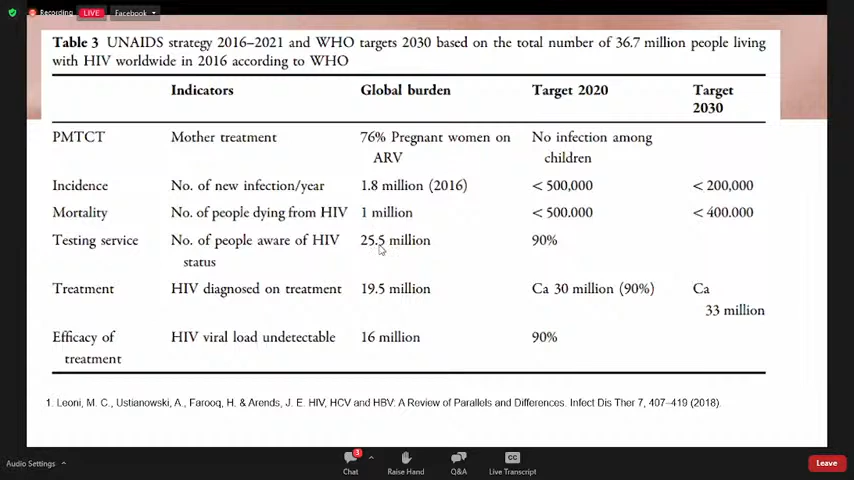 Recording
LIVE
Facebook
Table 3 UNAIDS strategy 2016–2021 and WHO targets 2030 based on the total number of 36.7 million people living
with HIV worldwide in 2016 according to WHO
Indicators Global burden Target 2020 Target
2030
PMTCT Mother treatment 76% Pregnant women on No infection among
ARV children
Incidence No. of new infection/year 1.8 million (2016) < 500,000 < 200,000
Mortality No. of people dying from HIV 1 million < 500.000 < 400.000
Testing service No. of people aware of HIV 25.5 million 90%
status
Treatment HIV diagnosed on treatment 19.5 million Ca 30 million (90%) Ca
33 million
Efficacy of HIV viral load undetectable 16 million 90%
treatment
1. Leoni, M. C., Ustianowski, A., Farooq, H. & Arends, J. E. HIV, HCV and HBV: A Review of Parallels and Differences. Infect Dis Ther 7, 407–419 (2018).
3
Audio Settings Chat Raise Hand Q&A CC Live Transcript Leave